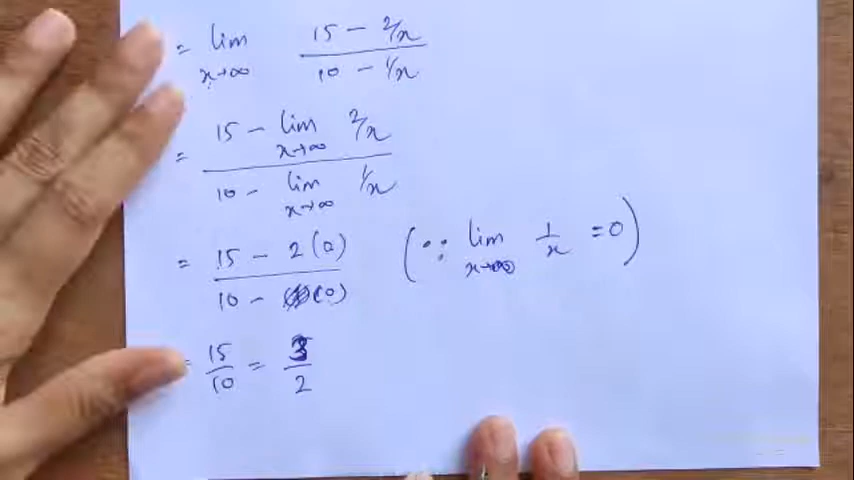 = lim x→∞ (15 - 2/x) / (10 - 1/x)
= (15 - lim x→∞ 2/x) / (10 - lim x→∞ 1/x)
= (15 - 2(0)) / (10 - (0)) (∵ lim x→∞ 1/x = 0)
= 15/10 = 3/2